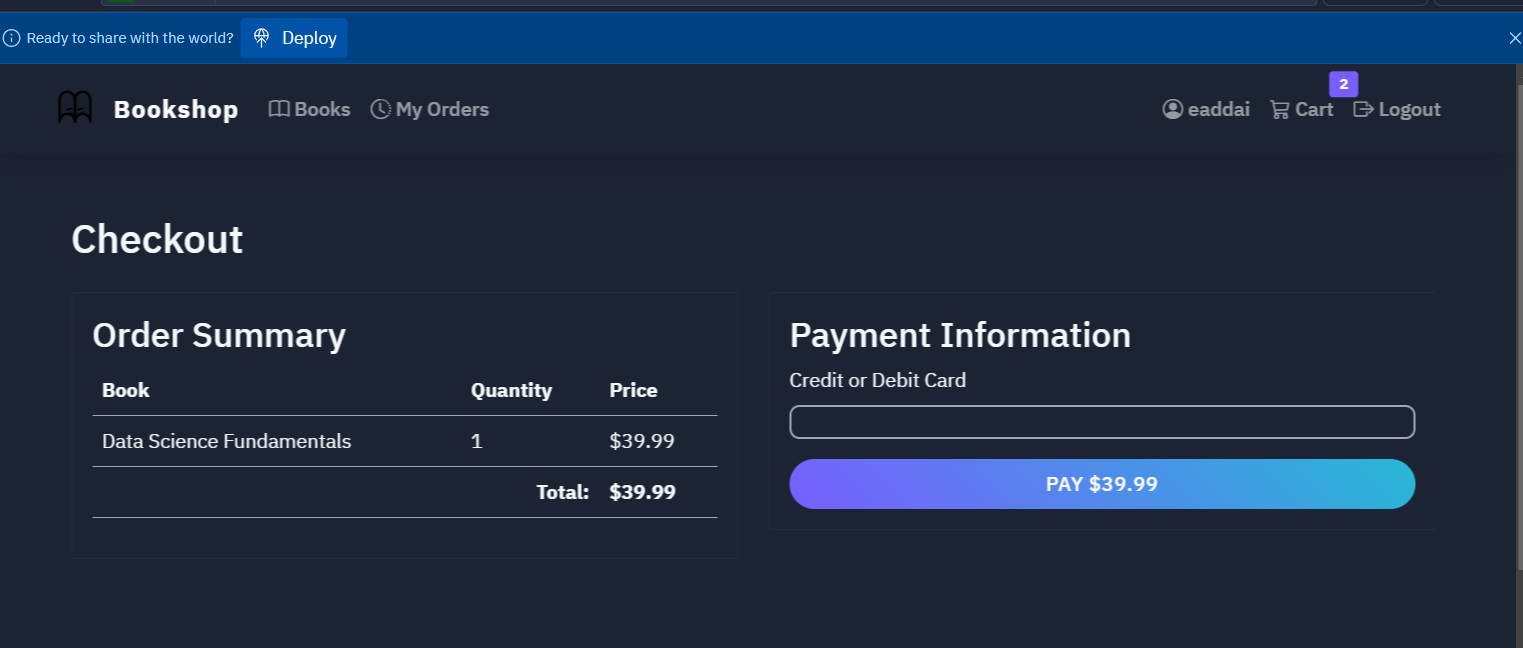 Ready to share with the world? Deploy
Bookshop Books My Orders eaddai Cart 2 Logout
Checkout
Order Summary
Book Quantity Price
Data Science Fundamentals 1 $39.99
Total: $39.99
Payment Information
Credit or Debit Card
PAY $39.99